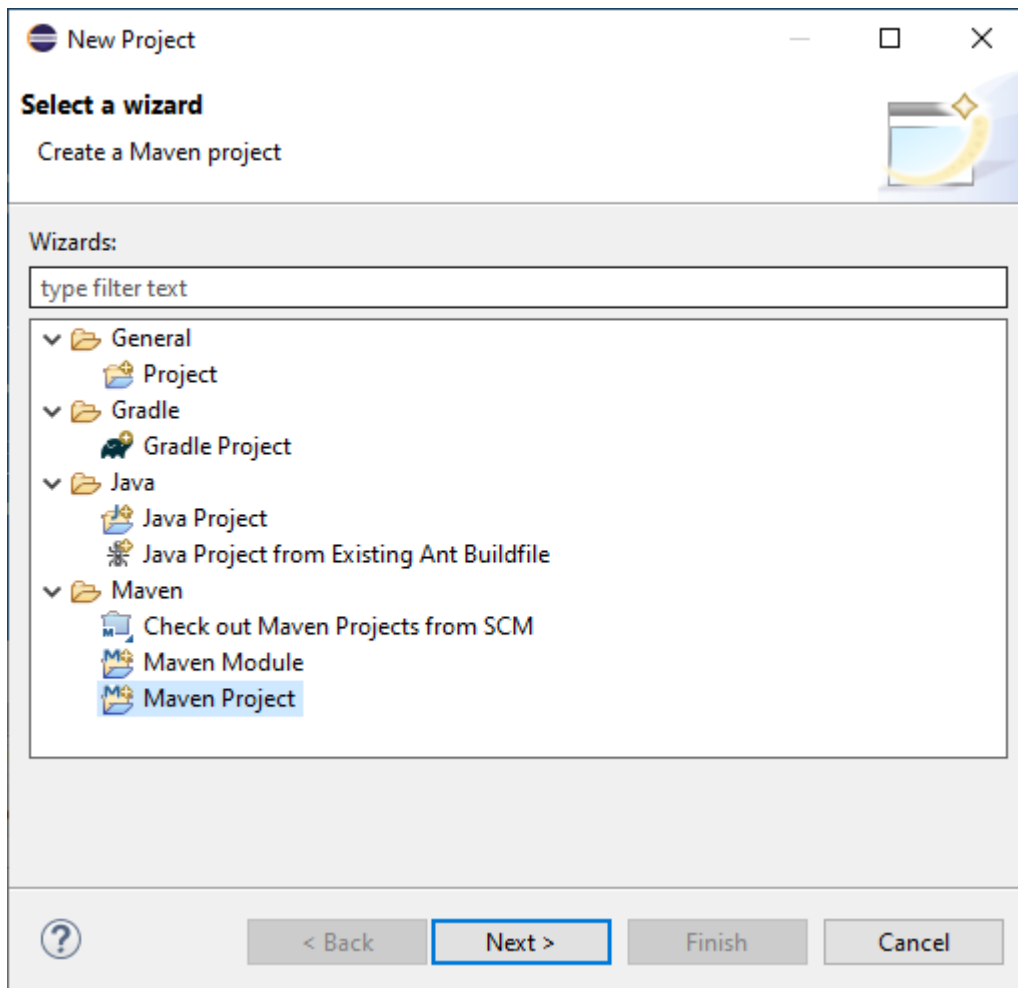 New Project
Select a wizard
Create a Maven project
Wizards:
type filter text
General
Project
Gradle
Gradle Project
Java
Java Project
Java Project from Existing Ant Buildfile
Maven
Check out Maven Projects from SCM
Maven Module
Maven Project
< Back Next > Finish Cancel